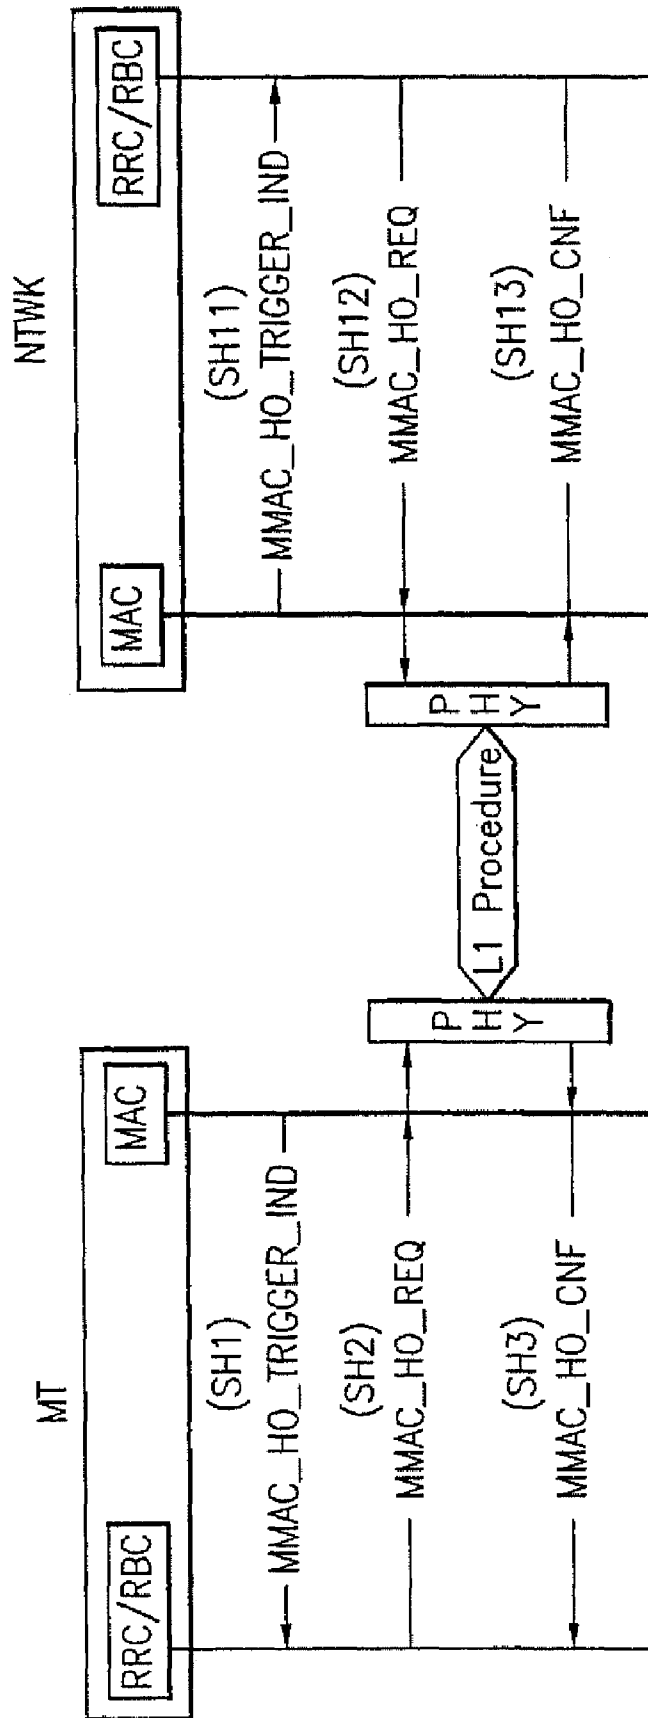 MT
NTWK
RRC/RBC
MAC
MAC
RRC/RBC
(SH1)
MMAC_HO_TRIGGER_IND
(SH11)
MMAC_HO_TRIGGER_IND
(SH2)
MMAC_HO_REQ
PHY
L1 Procedure
PHY
(SH12)
MMAC_HO_REQ
(SH3)
MMAC_HO_CNF
(SH13)
MMAC_HO_CNF